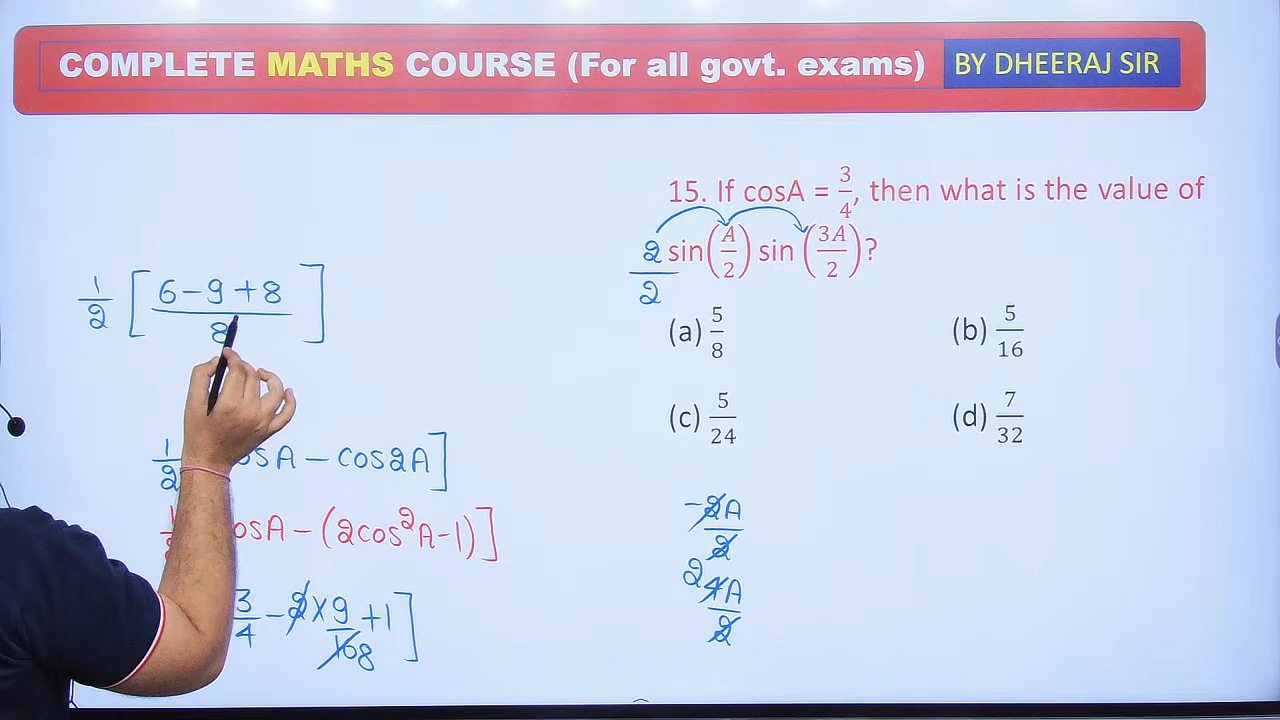 COMPLETE MATHS COURSE (For all govt. exams) BY DHEERAJ SIR
15. If cosA = 3/4, then what is the value of
2/2 sin(A/2) sin(3A/2)?
(a) 5/8 (b) 5/16
(c) 5/24 (d) 7/32
-2A/2
2 4A/2
1/2 [6-9+8/8]
1/2 osA - cos2A]
osA - (2cos²A-1)]
3/4 - 2×9/16 8 +1]